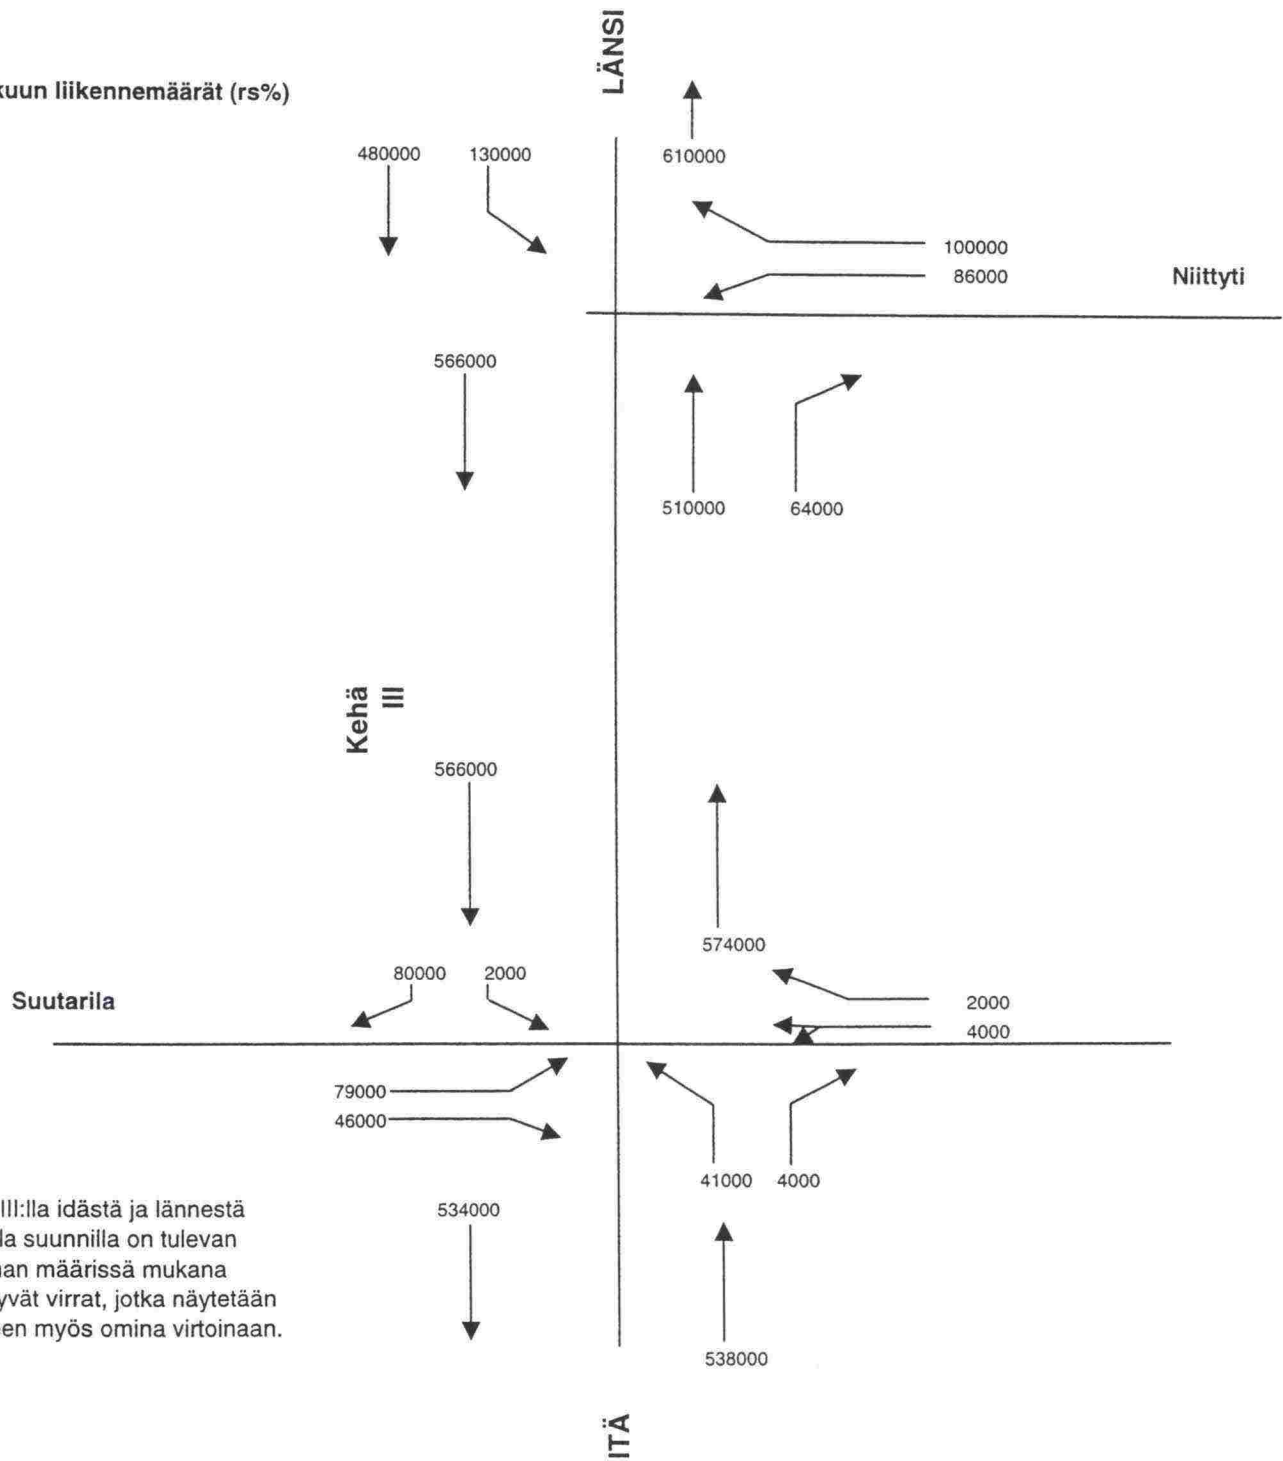 LÄNSI
kuun liikennemäärät (rs%)
480000 130000 610000
100000
86000 Niittyti
566000
510000 64000
Kehä
III
566000
574000
80000 2000
Suutarila 2000
4000
79000
46000
41000 4000
III:lla idästä ja lännestä 534000
la suunnilla on tulevan
nan määrissä mukana
yvät virrat, jotka näytetään
een myös omina virtoinaan.
538000
ITÄ